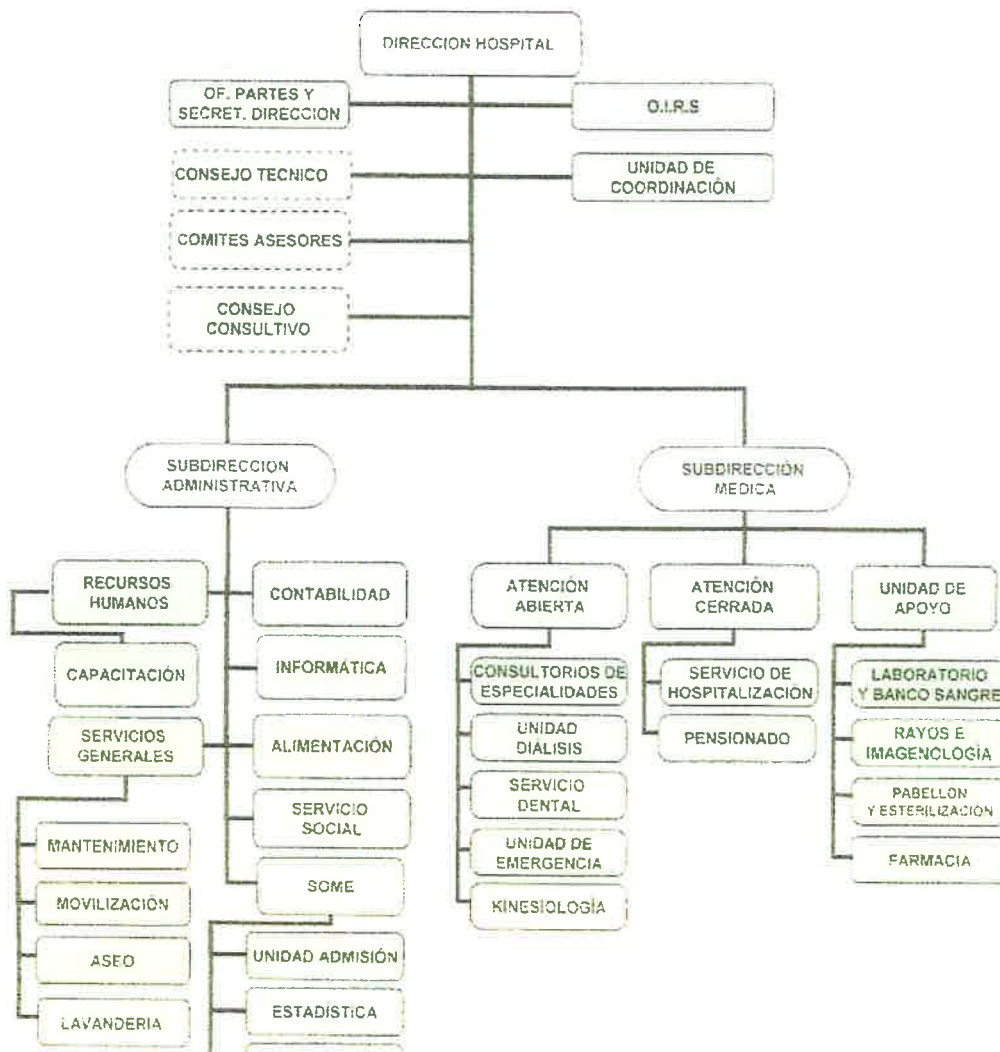 DIRECCION HOSPITAL
OF. PARTES Y
SECRET. DIRECCION
O.I.R.S
CONSEJO TECNICO
UNIDAD DE
COORDINACIÓN
COMITES ASESORES
CONSEJO
CONSULTIVO
SUBDIRECCION
ADMINISTRATIVA
SUBDIRECCIÓN
MEDICA
RECURSOS
HUMANOS
CONTABILIDAD
CAPACITACIÓN
INFORMÁTICA
SERVICIOS
GENERALES
ALIMENTACIÓN
SERVICIO
SOCIAL
SOME
MANTENIMIENTO
MOVILIZACIÓN
ASEO
LAVANDERIA
UNIDAD ADMISIÓN
ESTADÍSTICA
ATENCIÓN
ABIERTA
CONSULTORIOS DE
ESPECIALIDADES
UNIDAD
DIÁLISIS
SERVICIO
DENTAL
UNIDAD DE
EMERGENCIA
KINESIOLOGÍA
ATENCIÓN
CERRADA
SERVICIO DE
HOSPITALIZACIÓN
PENSIONADO
UNIDAD DE
APOYO
LABORATORIO
Y BANCO SANGRE
RAYOS E
IMAGENOLOGÍA
PABELLON
Y ESTERILIZACIÓN
FARMACIA